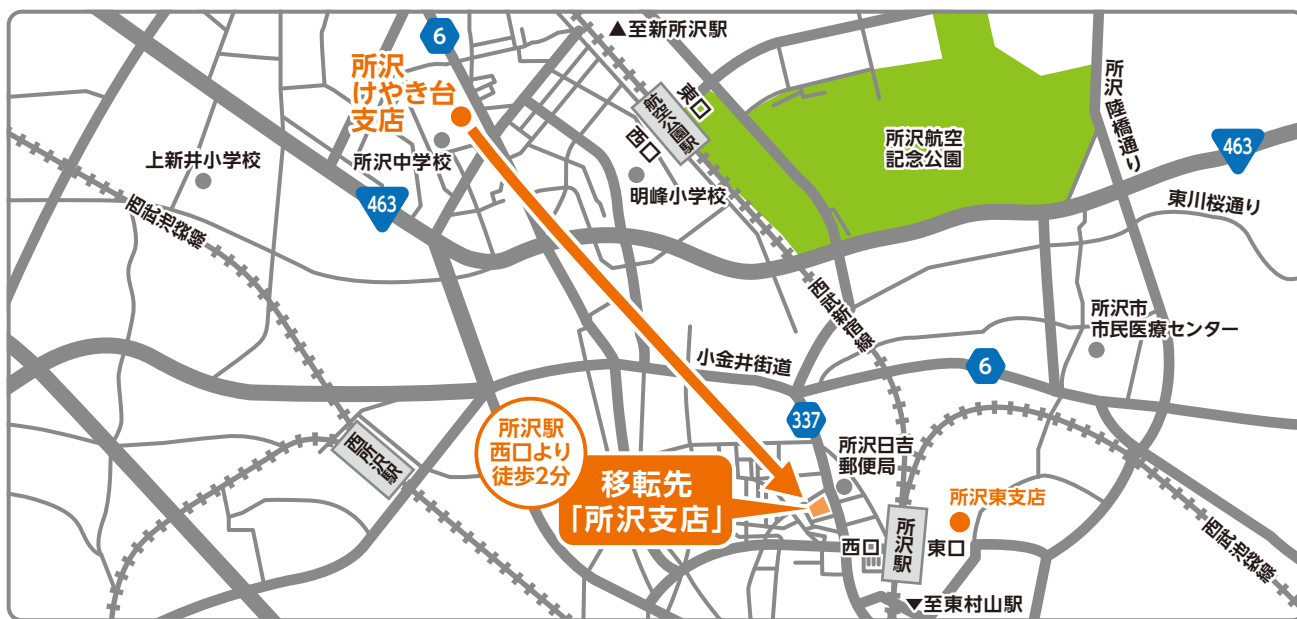 ▲至新所沢駅
6
所沢
けやき台
支店
所沢中学校
上新井小学校
463
西武池袋線
東口
航空公園駅
西口
明峰小学校
所沢航空
記念公園
所沢陸橋通り
463
東川桜通り
西武新宿線
所沢市
市民医療センター
小金井街道
6
337
所沢駅
西口より
徒歩2分
移転先
「所沢支店」
所沢日吉
郵便局
西所沢駅
所沢東支店
西口
所沢駅
東口
西武池袋線
▼至東村山駅